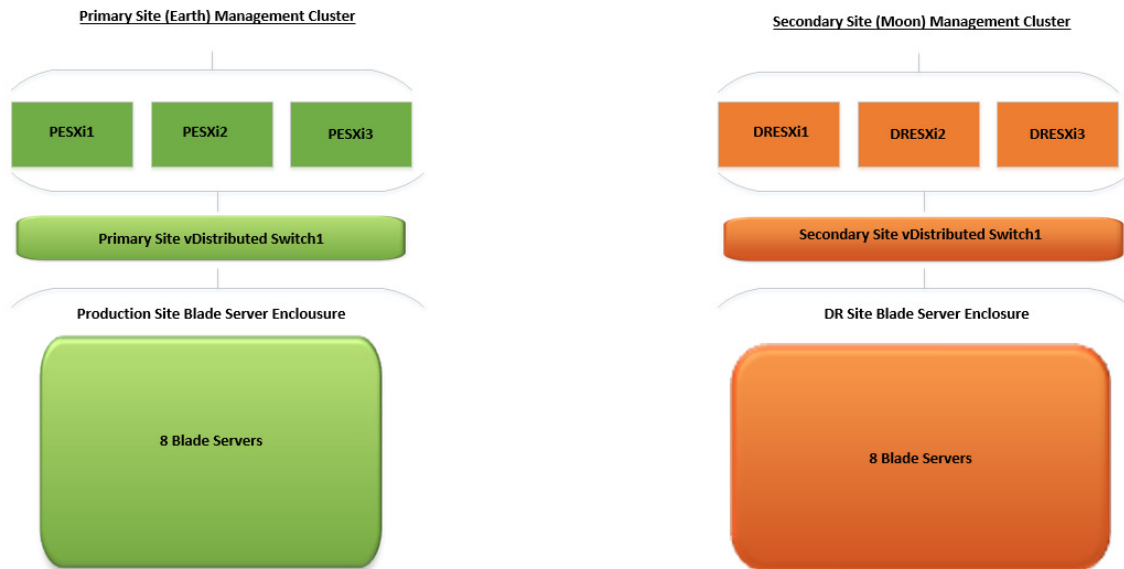 Primary Site (Earth) Management Cluster
PESXi1
PESXi2
PESXi3
Primary Site vDistributed Switch1
Production Site Blade Server Enclousure
8 Blade Servers
Secondary Site (Moon) Management Cluster
DRESXi1
DRESXi2
DRESXi3
Secondary Site vDistributed Switch1
DR Site Blade Server Enclosure
8 Blade Servers